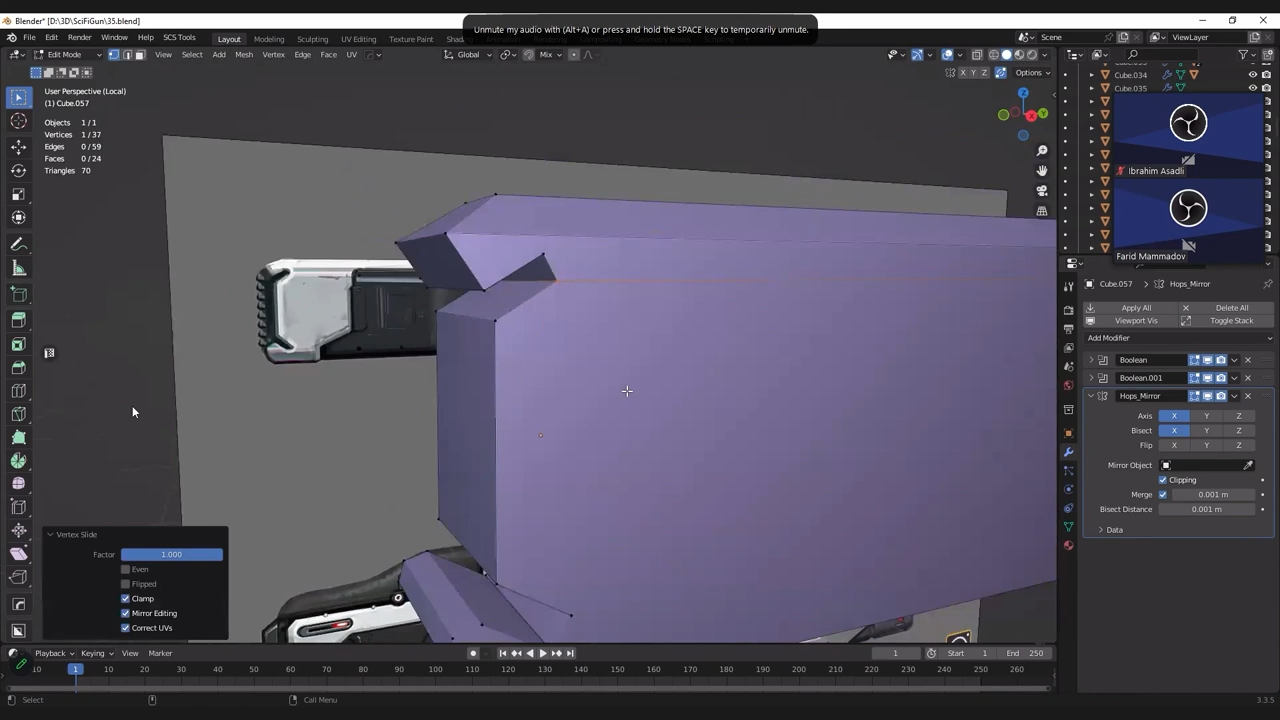 Blender* [D:\3D\SciFiGun\35.blend]
Unmute my audio with (Alt+A) or press and hold the SPACE key to temporarily unmute.
File Edit Render Window Help SCS Tools Layout Modeling UV Editing Texture Paint
Scene ViewLayer
Edit Mode View Select Add Mesh Vertex Edge Face UV Global Mix
X Y Z Options
User Perspective (Local)
(1) Cube.057
Objects 1/1
Vertices 1/37
Edges 0/59
Faces 0/24
Triangles 70
Cube.034
Cube.035
Ibrahim Asadli
Farid Mammadov
Cube.057 Hops_Mirror
Apply All Delete All
Viewport Vis Toggle Stack
Add Modifier
Boolean
Boolean.001
Hops_Mirror
Axis X Y Z
Bisect X Y Z
Flip X Y Z
Mirror Object
Clipping
Merge 0.001 m
Bisect Distance 0.001 m
Data
Vertex Slide
Factor 1.000
Even
Flipped
Clamp
Mirror Editing
Correct UVs
Playback Keying View Marker 1 Start 1 End 250
1 10 20 30 40 50 60 70 80 90 100 110 120 130 140 150 160 170 180 190 200 210 220 230 240 250 260
Select Call Menu 3.3.5